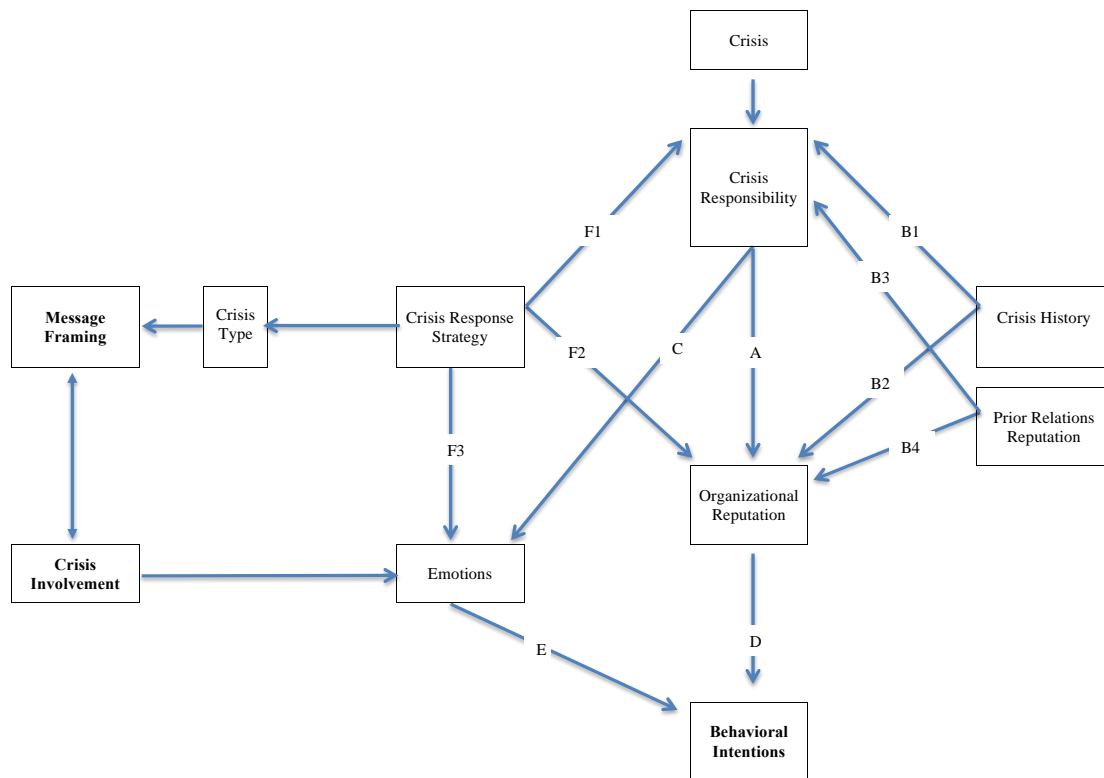 Crisis
Crisis
Responsibility
F1
B1
B3
Message
Framing
Crisis
Type
Crisis Response
Strategy
Crisis History
F2
C
A
B2
Prior Relations
Reputation
F3
B4
Organizational
Reputation
Crisis
Involvement
Emotions
E
D
Behavioral
Intentions